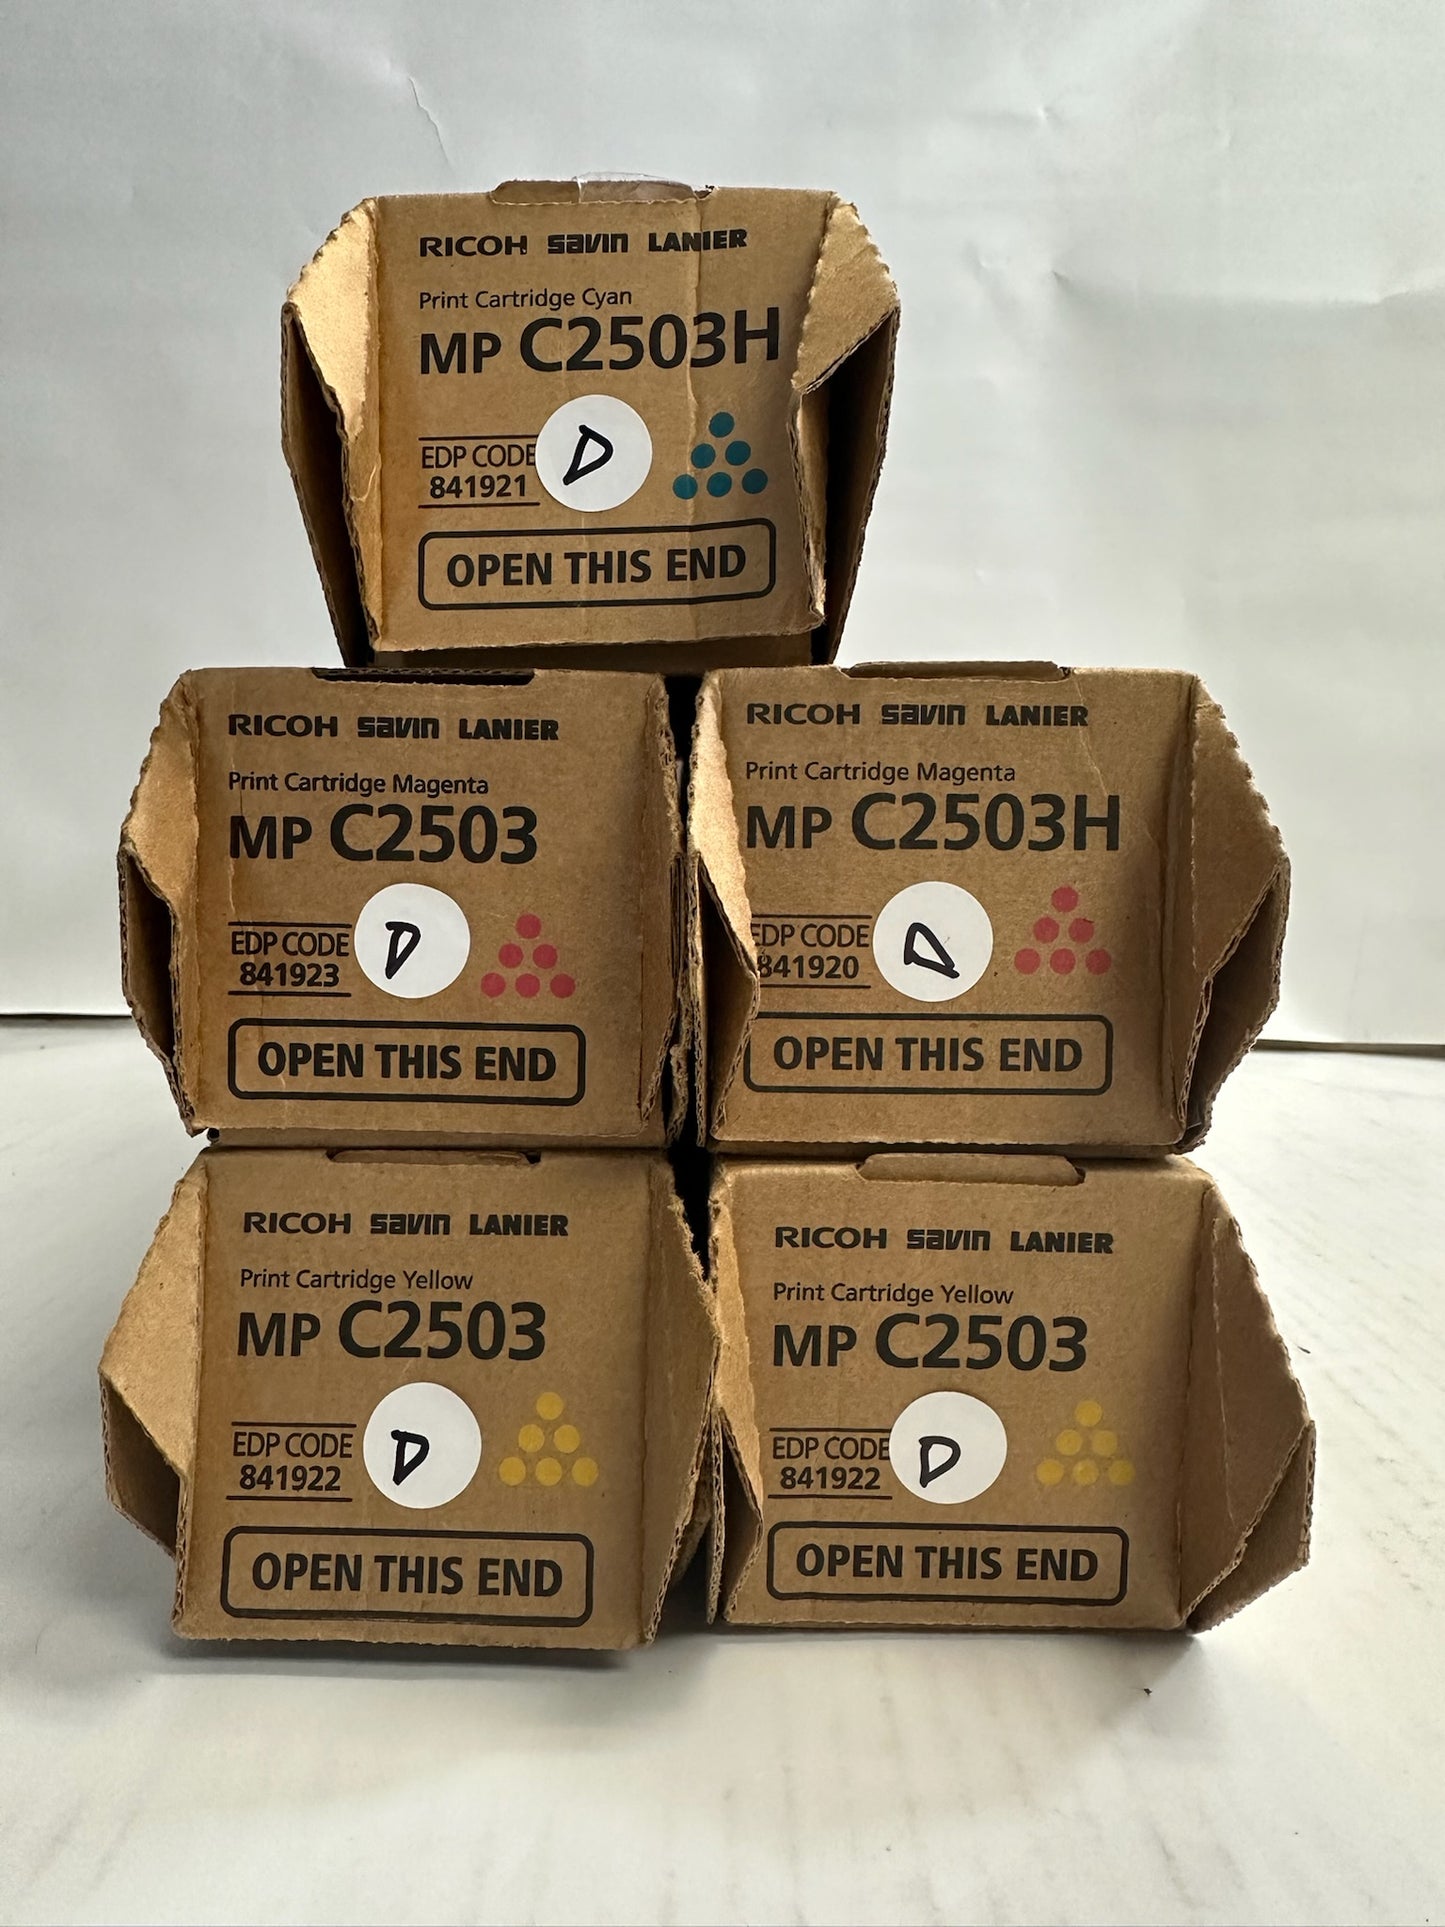 RICOH savin LANIER
Print Cartridge Cyan
MP C2503H
EDP CODE
841921
D
OPEN THIS END
RICOH savin LANIER
Print Cartridge Magenta
MP C2503
EDP CODE
841923
D
OPEN THIS END
RICOH savin LANIER
Print Cartridge Magenta
MP C2503H
EDP CODE
841920
D
OPEN THIS END
RICOH savin LANIER
Print Cartridge Yellow
MP C2503
EDP CODE
841922
D
OPEN THIS END
RICOH savin LANIER
Print Cartridge Yellow
MP C2503
EDP CODE
841922
D
OPEN THIS END